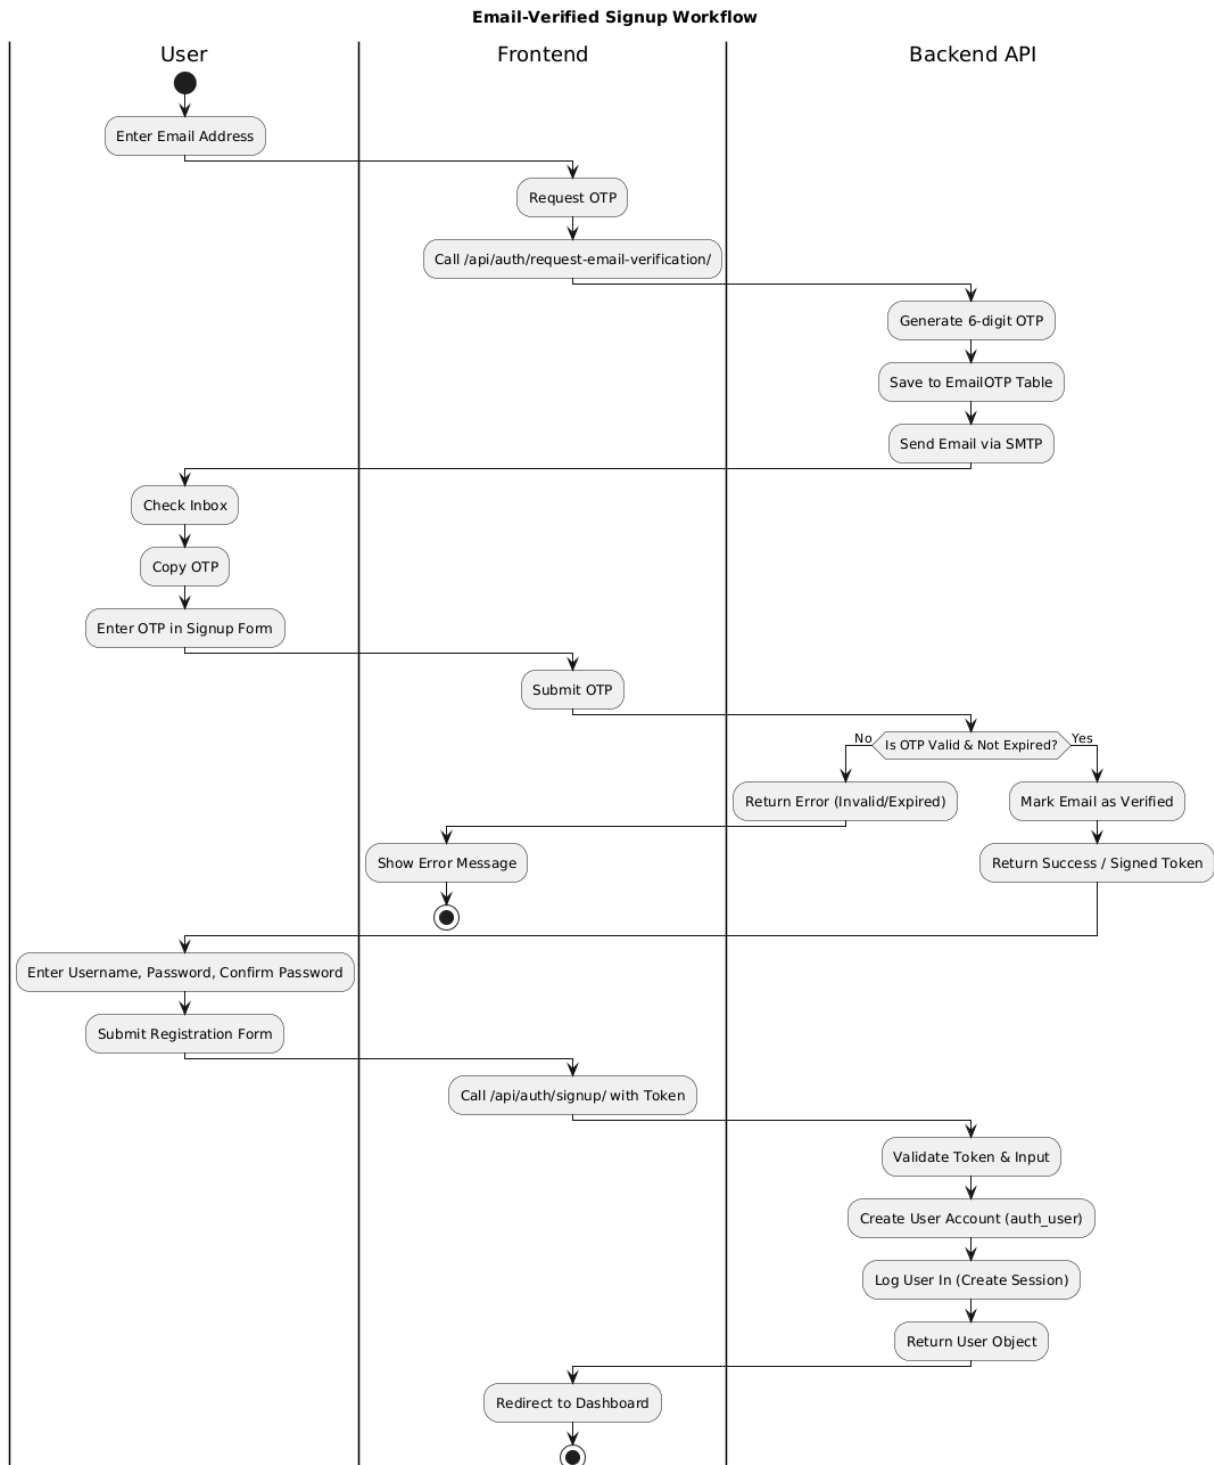 Email-Verified Signup Workflow
User
Frontend
Backend API
Enter Email Address
Request OTP
Call /api/auth/request-email-verification/
Generate 6-digit OTP
Save to EmailOTP Table
Send Email via SMTP
Check Inbox
Copy OTP
Enter OTP in Signup Form
Submit OTP
No
Is OTP Valid & Not Expired?
Yes
Return Error (Invalid/Expired)
Mark Email as Verified
Show Error Message
Return Success / Signed Token
Enter Username, Password, Confirm Password
Submit Registration Form
Call /api/auth/signup/ with Token
Validate Token & Input
Create User Account (auth_user)
Log User In (Create Session)
Return User Object
Redirect to Dashboard